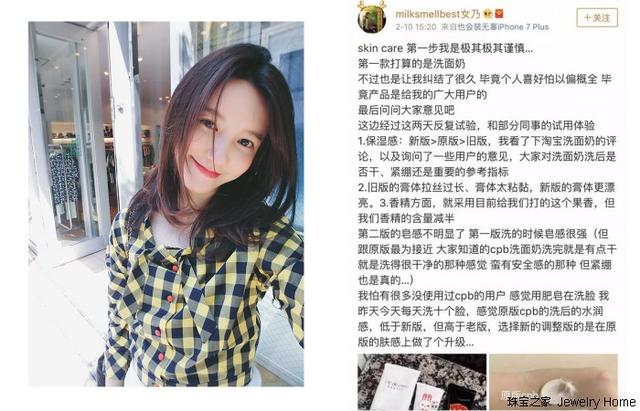 milksmellbest女乃
2-10 15:20 来自也会装无辜iPhone 7 Plus
+关注
skin care 第一步我是极其极其谨慎...
第一款打算的是洗面奶
不过也是让我纠结了很久 毕竟个人喜好怕以偏概全 毕
竟产品是给我的广大用户的
最后问问大家意见吧
这边经过这两天反复试验，和部分同事的试用体验
1.保湿感：新版>原版>旧版，我看了下淘宝洗面奶的评
论，以及询问了一些用户的意见，大家对洗面奶洗后是
否干、紧绷还是重要的参考指标
2.旧版的膏体拉丝过长、膏体太粘黏，新版的膏体更漂
亮。3.香精方面，就采用目前给我们打的这个果香，但
我们香精的含量减半
第二版的皂感不明显了 第一版洗的时候皂感很强（但
跟原版最为接近 大家知道的cpb洗面奶洗完就是有点干
就是洗得很干净的那种感觉 蛮有安全感的那种 但紧绷
也是真的...）
我怕有很多没使用过cpb的用户 感觉用肥皂在洗脸 我
昨天今天每天洗十个脸，感觉原版cpb的洗后的水润
感，低于新版，但高于老版，选择新的调整版的是在原
版的肤感上做了个升级...
原版cpb
珠宝之家 Jewelry Home